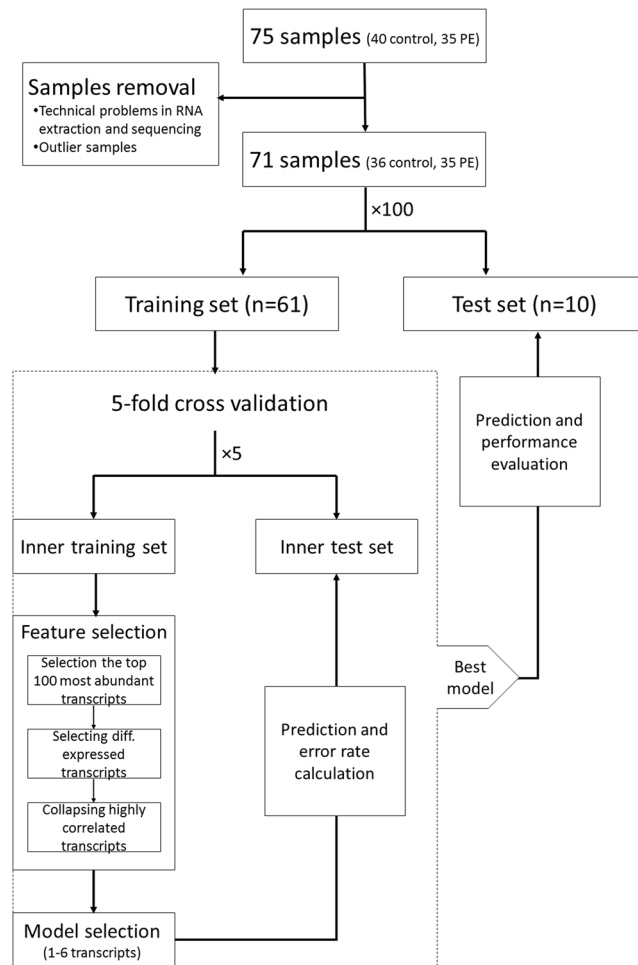 75 samples (40 control, 35 PE)
Samples removal
•Technical problems in RNA
extraction and sequencing
•Outlier samples
71 samples (36 control, 35 PE)
×100
Training set (n=61)
Test set (n=10)
5-fold cross validation
×5
Prediction and
performance
evaluation
Inner training set
Inner test set
Feature selection
Selection the top
100 most abundant
transcripts
Selecting diff.
expressed
transcripts
Collapsing highly
correlated
transcripts
Prediction and
error rate
calculation
Best
model
Model selection
(1-6 transcripts)